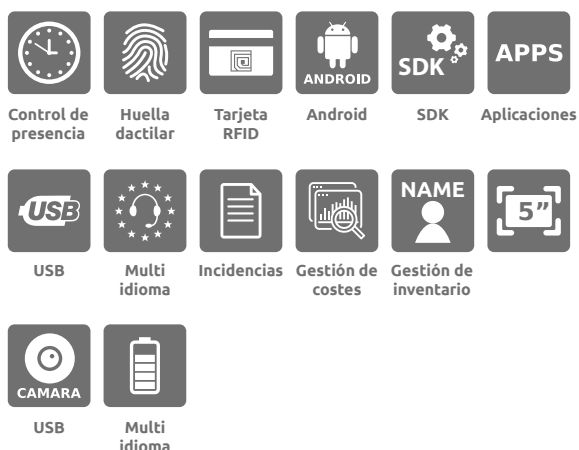 ANDROID
SDK
APPS
Control de presencia
Huella dactilar
Tarjeta RFID
Android
SDK
Aplicaciones
USB
NAME
5”
USB
Multi idioma
Incidencias
Gestión de costes
Gestión de inventario
CAMARA
USB
Multi idioma